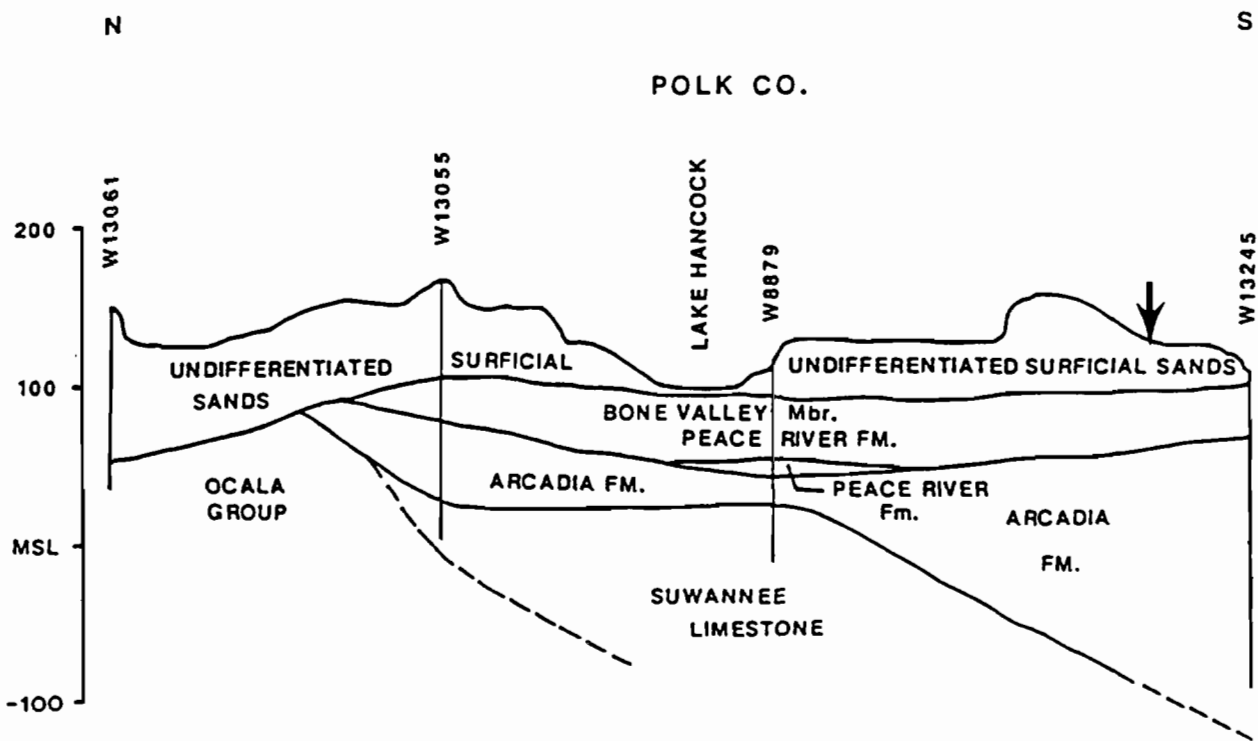 N
S
POLK CO.
W13061
W13055
LAKE HANCOCK
W8879
W13245
200
100
MSL
-100
UNDIFFERENTIATED
SANDS
SURFICIAL
UNDIFFERENTIATED SURFICIAL SANDS
BONE VALLEY Mbr.
PEACE RIVER FM.
PEACE RIVER
Fm.
OCALA
GROUP
ARCADIA FM.
ARCADIA
FM.
SUWANNEE
LIMESTONE